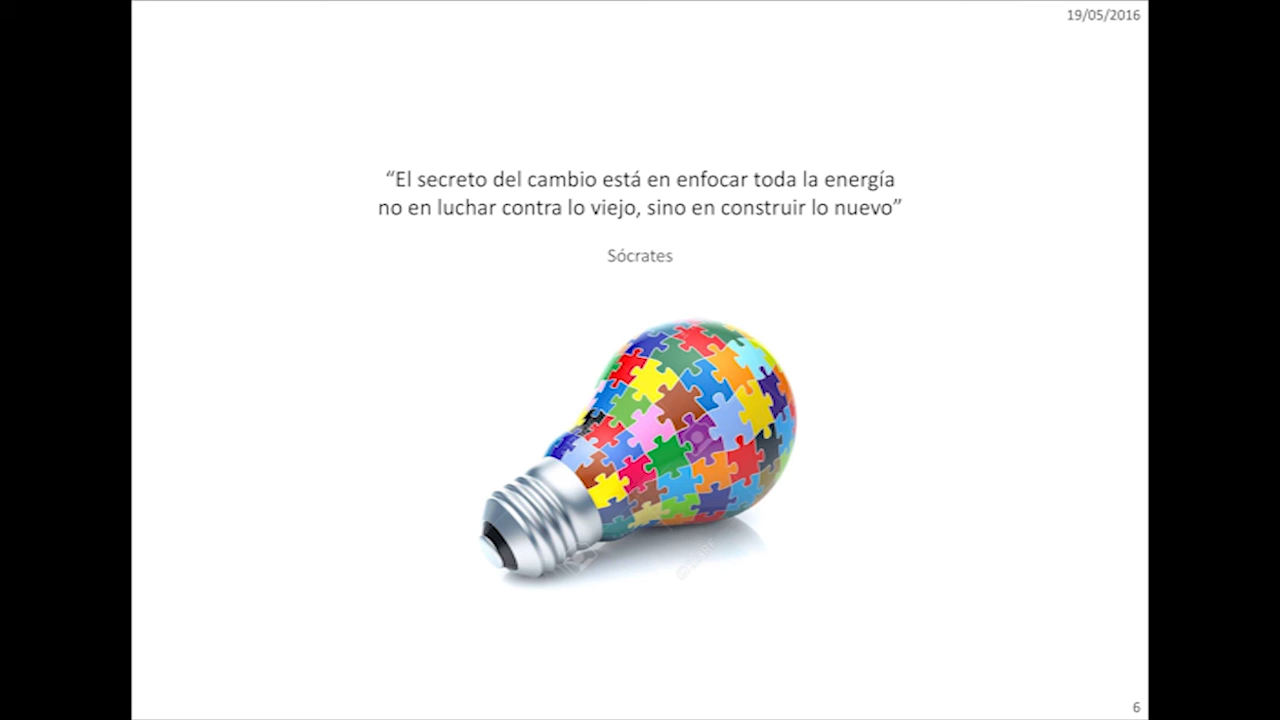 19/05/2016
“El secreto del cambio está en enfocar toda la energía
no en luchar contra lo viejo, sino en construir lo nuevo”
Sócrates
6